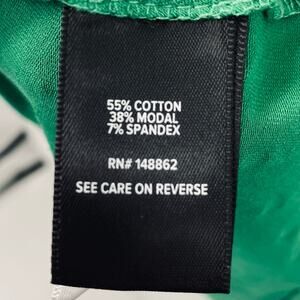 55% COTTON
38% MODAL
7% SPANDEX
RN# 148862
SEE CARE ON REVERSE